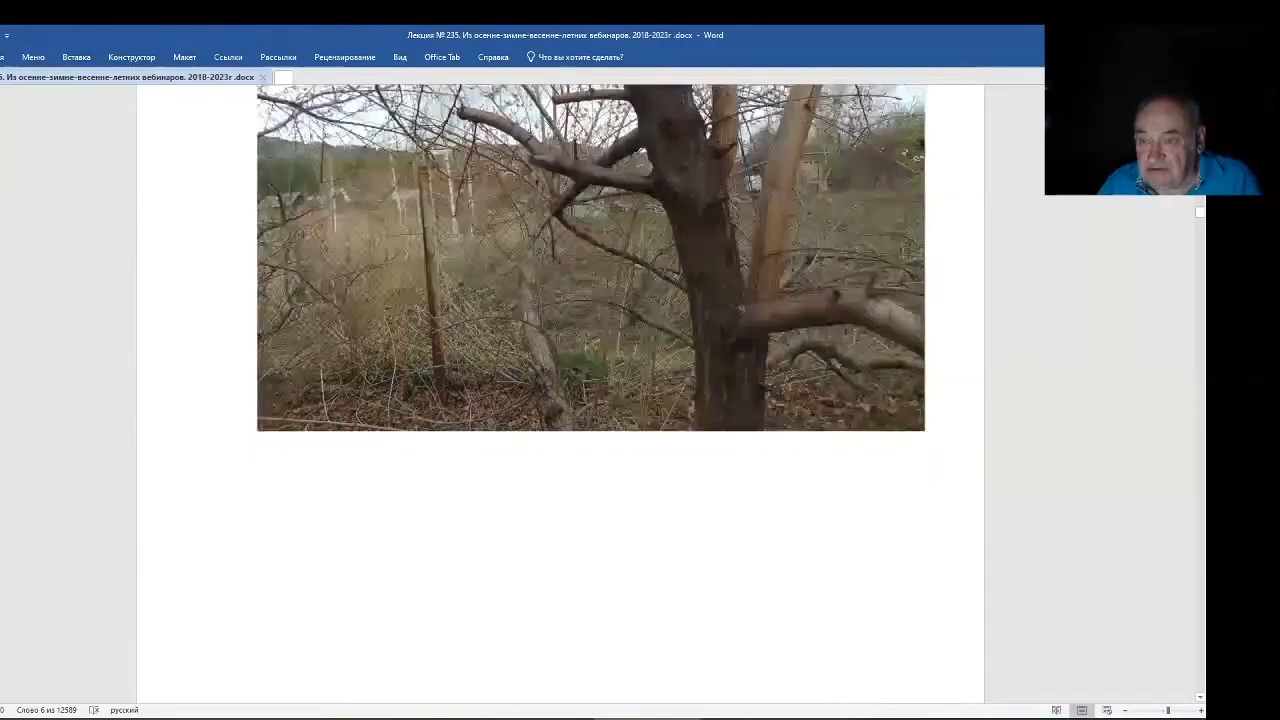 Лекция № 235. Из осенне-зимне-весенне-летних вебинаров. 2018-2023г .docx - Word
Меню Вставка Конструктор Макет Ссылки Рассылки Рецензирование Вид Office Tab Справка Что вы хотите сделать?
5. Из осенне-зимне-весенне-летних вебинаров. 2018-2023г .docx
Слово 6 из 12589 русский